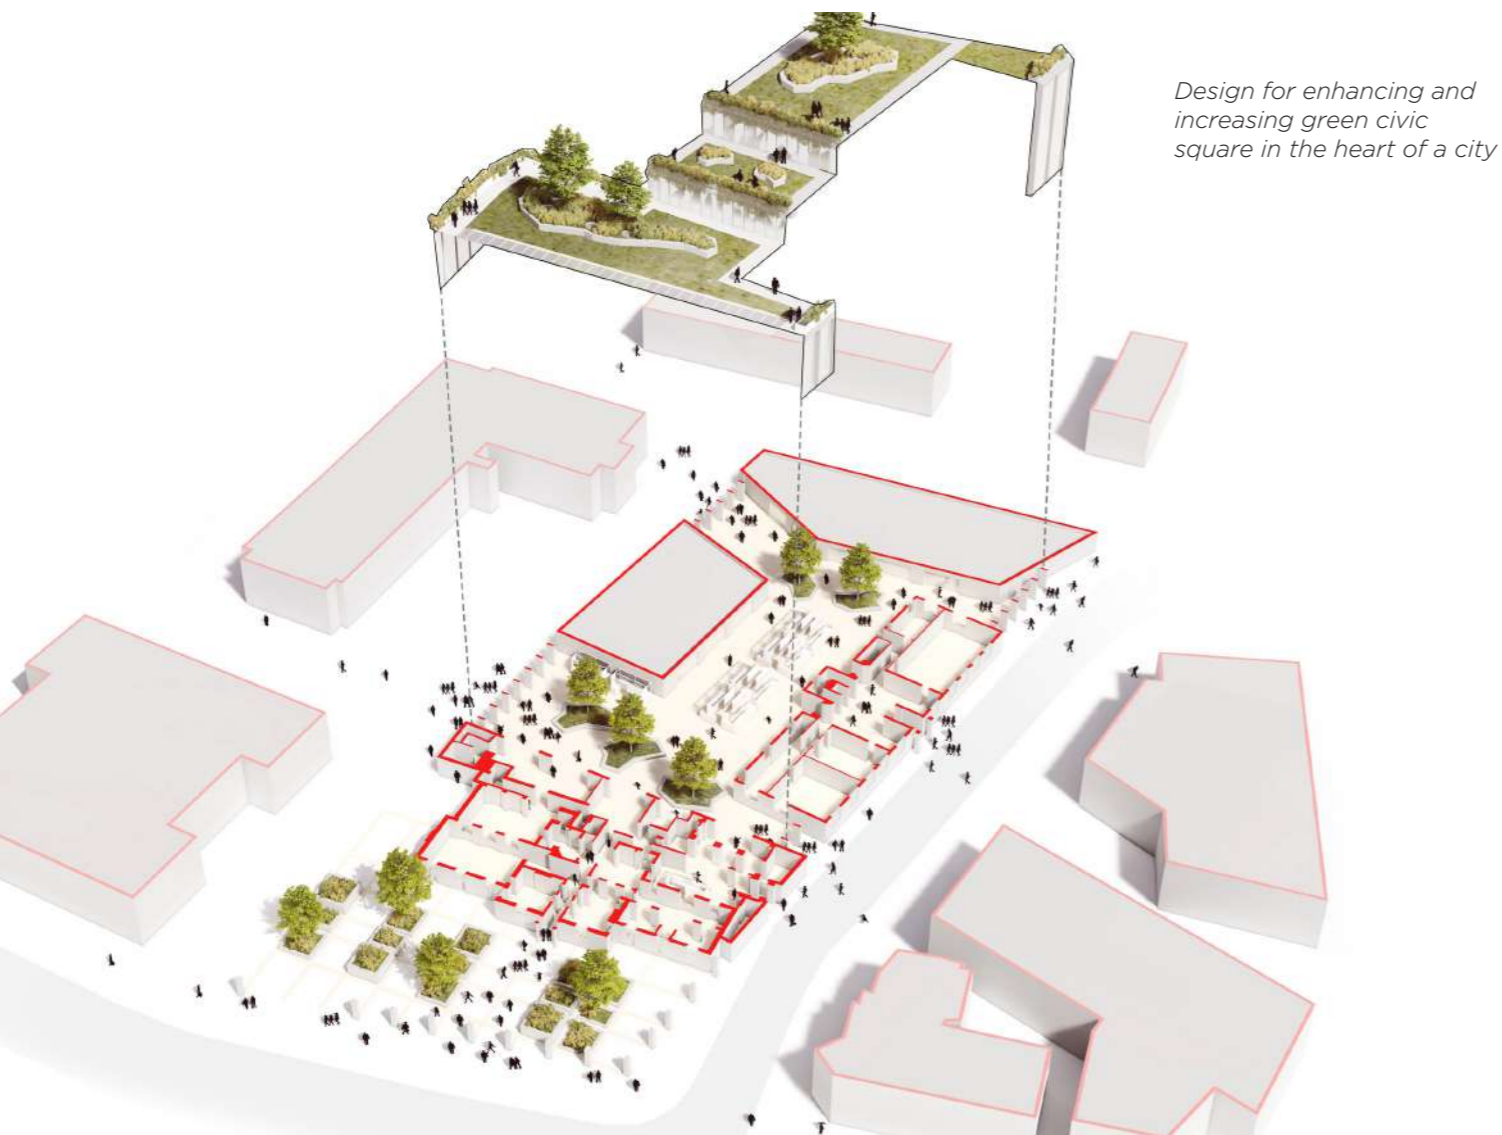 Design for enhancing and
increasing green civic
square in the heart of a city